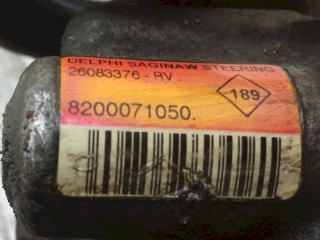 DELPHI SAGINAW STEERING
26083376 - RV
189
8200071050.